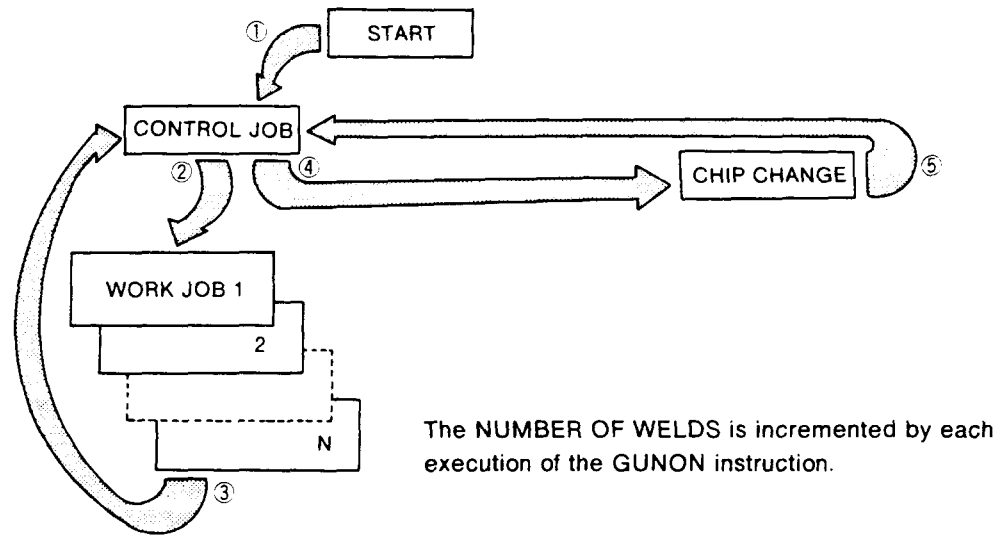 ① START
CONTROL JOB
② ④
CHIP CHANGE ⑤
WORK JOB 1
2
N
The NUMBER OF WELDS is incremented by each
execution of the GUNON instruction.
③